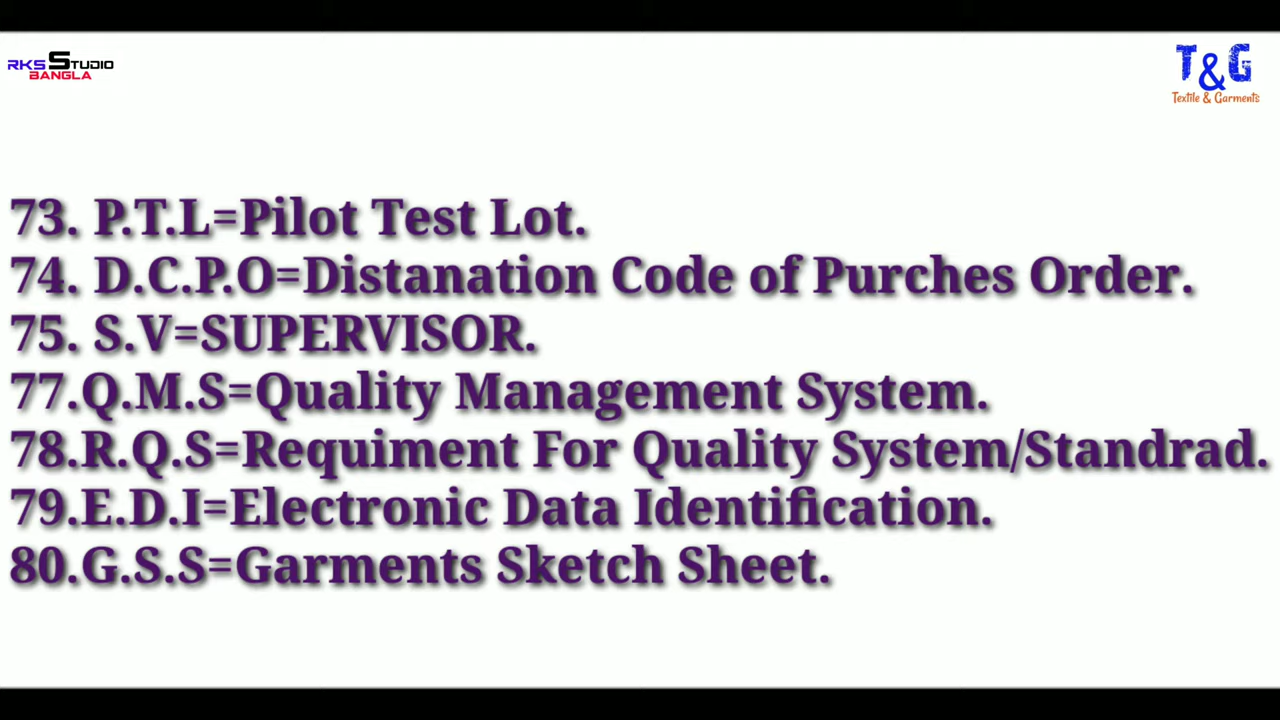 RKS STUDIO
BANGLA
T&G
Textile & Garments
73. P.T.L=Pilot Test Lot.
74. D.C.P.O=Distanation Code of Purches Order.
75. S.V=SUPERVISOR.
77.Q.M.S=Quality Management System.
78.R.Q.S=Requiment For Quality System/Standrad.
79.E.D.I=Electronic Data Identification.
80.G.S.S=Garments Sketch Sheet.